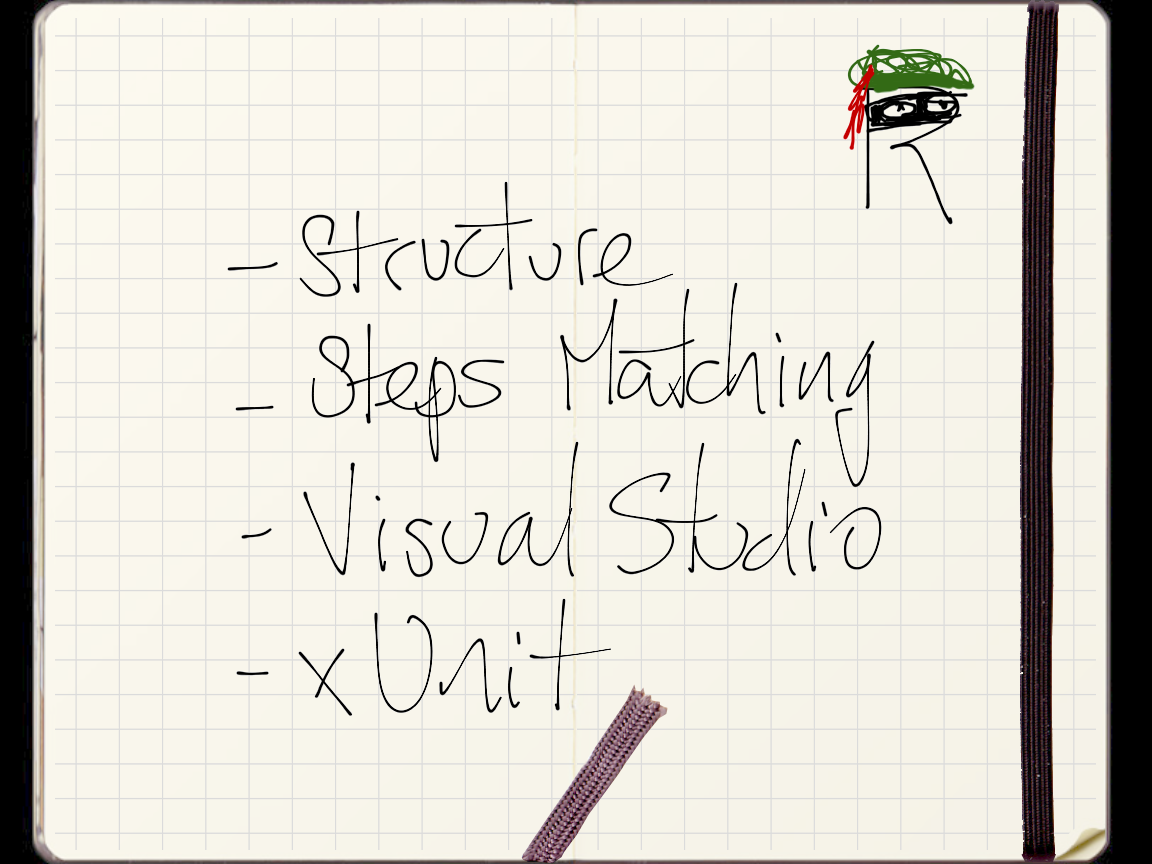 R
- Structure
- Steps Matching
- Visual Studio
- xUnit